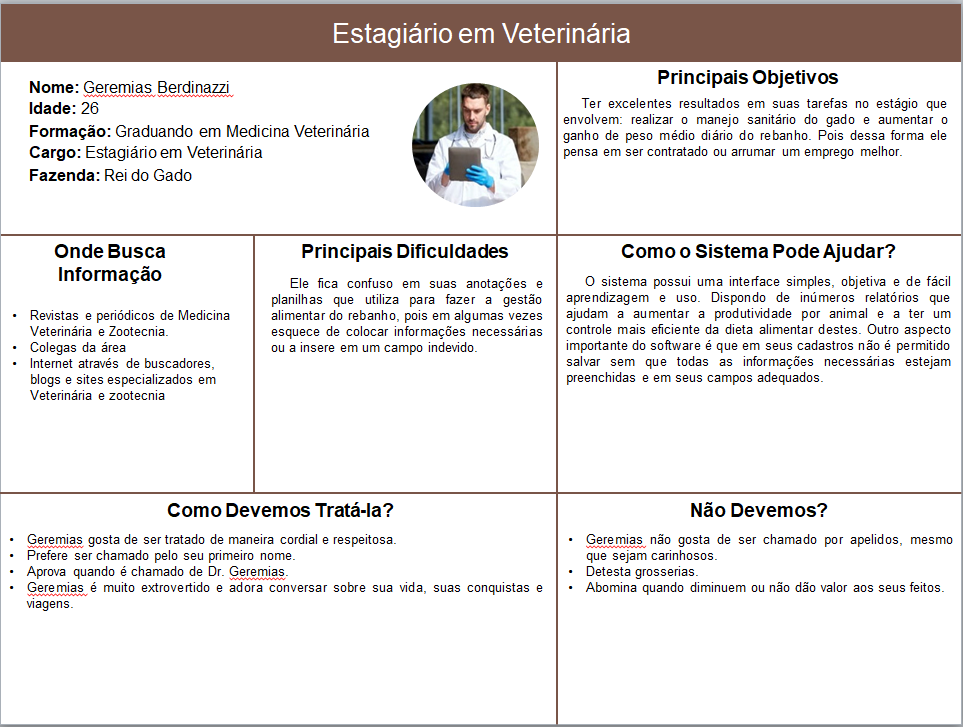 Estagiário em Veterinária
Nome: Geremias Berdinazzi
Idade: 26
Formação: Graduando em Medicina Veterinária
Cargo: Estagiário em Veterinária
Fazenda: Rei do Gado
Principais Objetivos
Ter excelentes resultados em suas tarefas no estágio que
envolvem: realizar o manejo sanitário do gado e aumentar o
ganho de peso médio diário do rebanho. Pois dessa forma ele
pensa em ser contratado ou arrumar um emprego melhor.
Onde Busca
Informação
• Revistas e periódicos de Medicina
Veterinária e Zootecnia.
• Colegas da área
• Internet através de buscadores,
blogs e sites especializados em
Veterinária e zootecnia
Principais Dificuldades
Ele fica confuso em suas anotações e
planilhas que utiliza para fazer a gestão
alimentar do rebanho, pois em algumas vezes
esquece de colocar informações necessárias
ou a insere em um campo indevido.
Como o Sistema Pode Ajudar?
O sistema possui uma interface simples, objetiva e de fácil
aprendizagem e uso. Dispondo de inúmeros relatórios que
ajudam a aumentar a produtividade por animal e a ter um
controle mais eficiente da dieta alimentar destes. Outro aspecto
importante do software é que em seus cadastros não é permitido
salvar sem que todas as informações necessárias estejam
preenchidas e em seus campos adequados.
Como Devemos Tratá-la?
• Geremias gosta de ser tratado de maneira cordial e respeitosa.
• Prefere ser chamado pelo seu primeiro nome.
• Aprova quando é chamado de Dr. Geremias.
• Geremias é muito extrovertido e adora conversar sobre sua vida, suas conquistas e
viagens.
Não Devemos?
• Geremias não gosta de ser chamado por apelidos, mesmo
que sejam carinhosos.
• Detesta grosserias.
• Abomina quando diminuem ou não dão valor aos seus feitos.